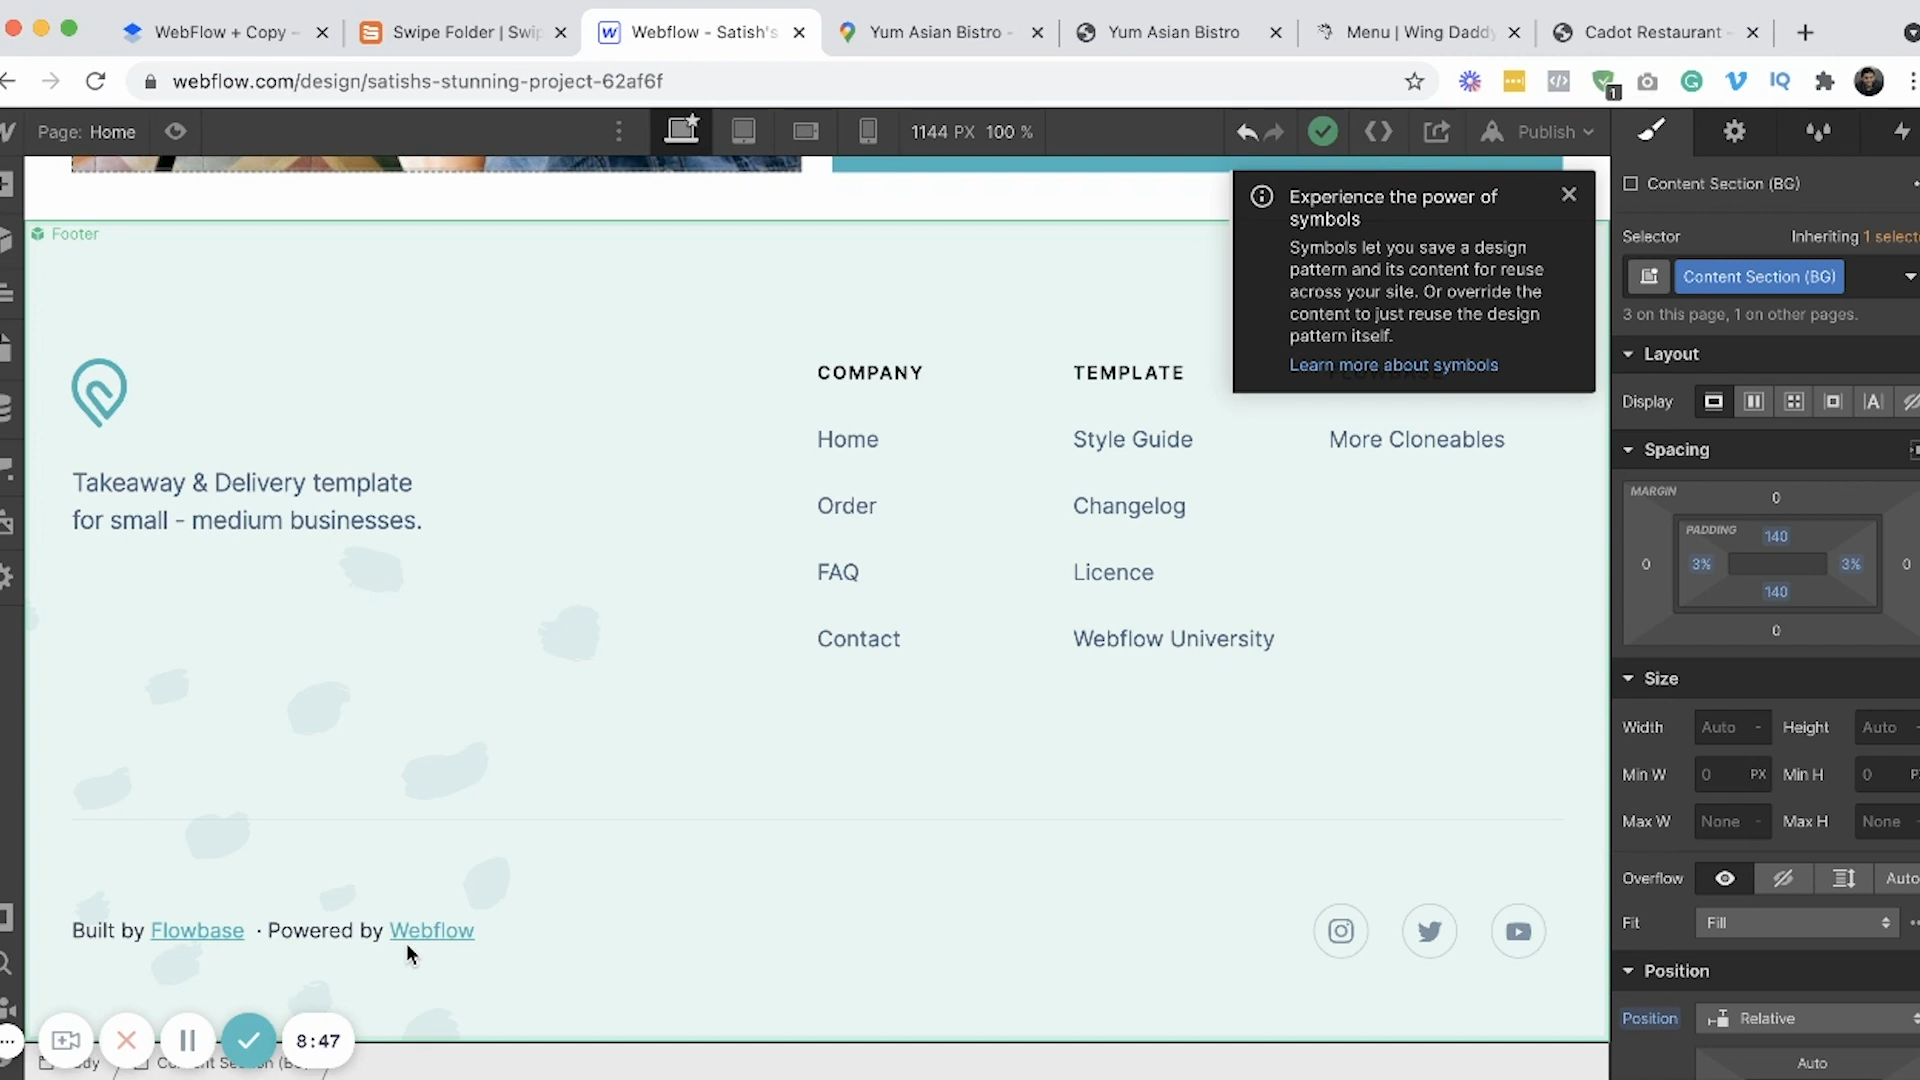 WebFlow + Copy -
Swipe Folder | Swip
Webflow - Satish's
Yum Asian Bistro -
Yum Asian Bistro
Menu | Wing Daddy
Cadot Restaurant -
webflow.com/design/satishs-stunning-project-62af6f
1
IQ
Page: Home
1144 PX 100 %
Publish
Content Section (BG)
Footer
Experience the power of
symbols
Symbols let you save a design
pattern and its content for reuse
across your site. Or override the
content to just reuse the design
pattern itself.
Learn more about symbols
Selector
Inheriting 1 select
Content Section (BG)
3 on this page, 1 on other pages.
Layout
Display
Spacing
MARGIN
0
PADDING
140
0
3%
3%
0
140
0
Size
Width
Auto
-
Height
Auto
Min W
0
PX
Min H
0
Max W
None
-
Max H
None
Overflow
Auto
Fit
Fill
Position
Position
Relative
Auto
Takeaway & Delivery template
for small - medium businesses.
COMPANY
Home
Order
FAQ
Contact
TEMPLATE
Style Guide
Changelog
Licence
Webflow University
More Cloneables
Built by Flowbase · Powered by Webflow
8:47